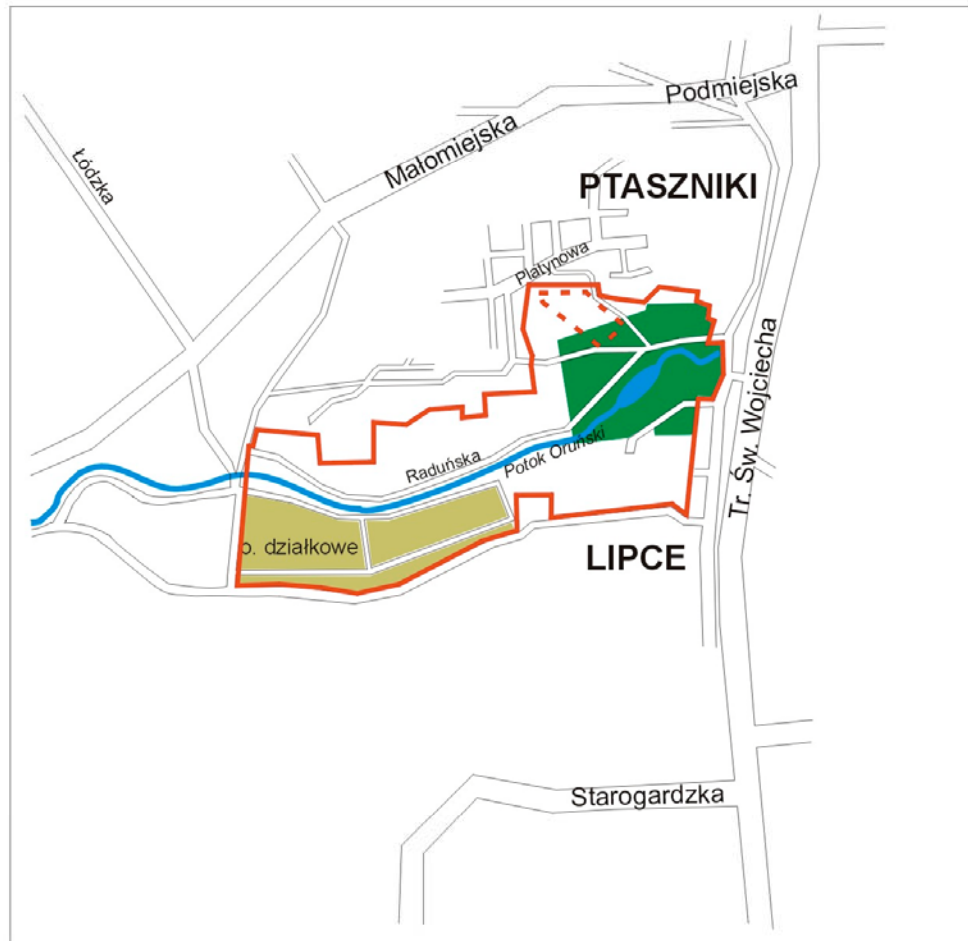 Podmiejska
Małomiejska
Łódzka
PTASZNIKI
Platynowa
Tr. Św. Wojciecha
Raduńska
Potok Oruński
o. działkowe
LIPCE
Starogardzka